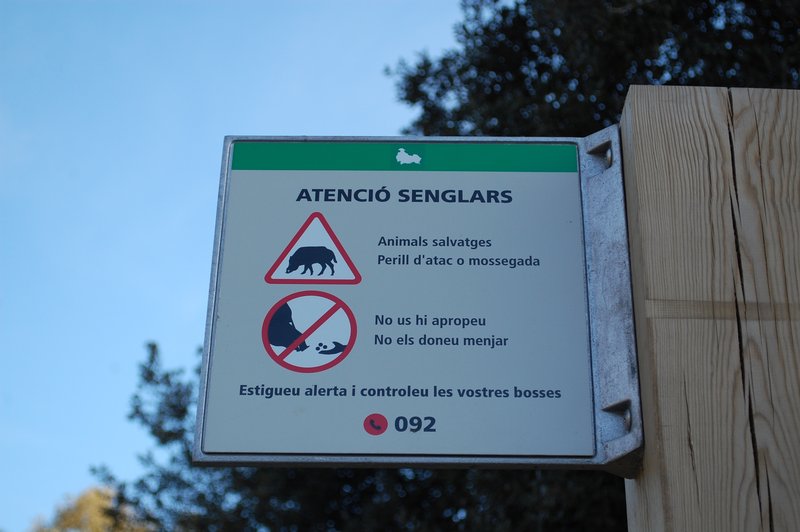 ATENCIÓ SENGLARS
Animals salvatges
Perill d'atac o mossegada
No us hi apropeu
No els doneu menjar
Estigueu alerta i controleu les vostres bosses
092